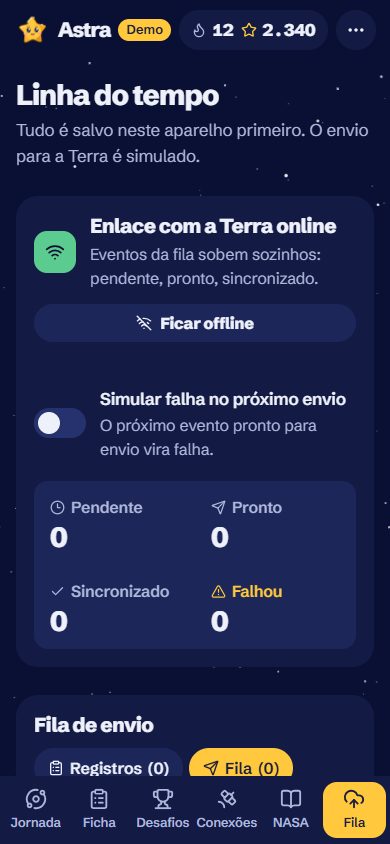 Astra Demo 12 2.340
Linha do tempo
Tudo é salvo neste aparelho primeiro. O envio
para a Terra é simulado.
Enlace com a Terra online
Eventos da fila sobem sozinhos:
pendente, pronto, sincronizado.
Ficar offline
Simular falha no próximo envio
O próximo evento pronto para
envio vira falha.
Pendente Pronto
0 0
Sincronizado Falhou
0 0
Fila de envio
Registros (0) Fila (0)
Jornada Ficha Desafios Conexões NASA Fila